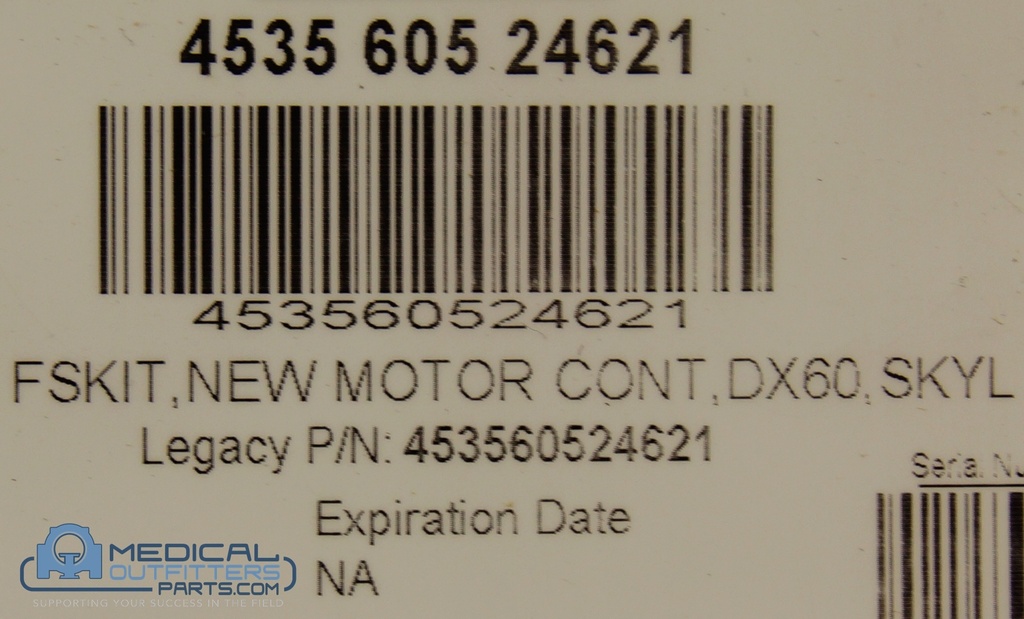 4535 605 24621
453560524621
FSKIT,NEW MOTOR CONT,DX60,SKYL
Legacy P/N: 453560524621
Serial
Expiration Date
NA
MEDICAL
OUTFITTERS
PARTS.COM
SUPPORTING YOUR SUCCESS IN THE FIELD